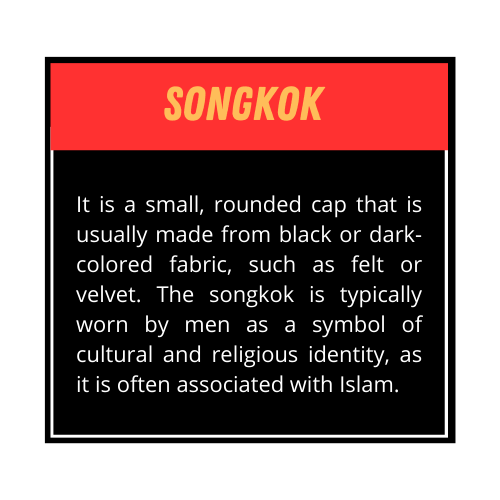 SONGKOK
It is a small, rounded cap that is
usually made from black or dark-
colored fabric, such as felt or
velvet. The songkok is typically
worn by men as a symbol of
cultural and religious identity, as
it is often associated with Islam.